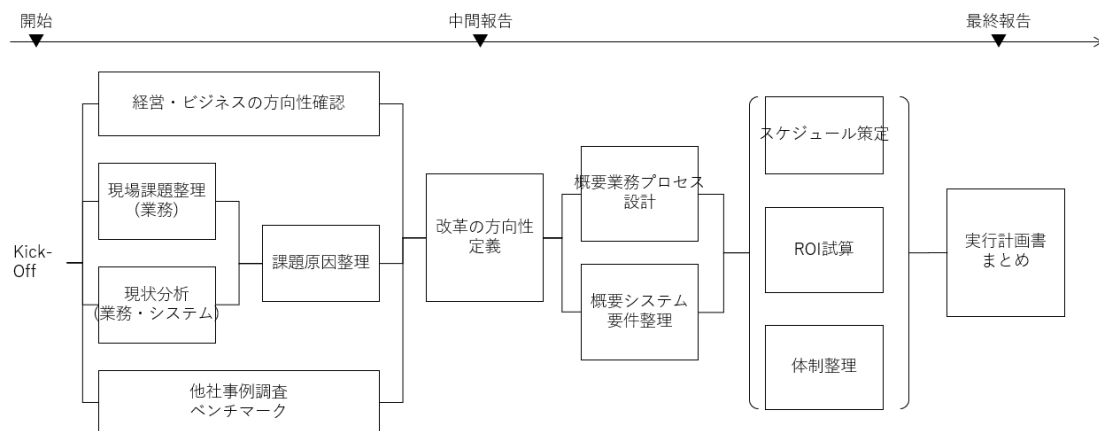 開始
中間報告
最終報告
経営・ビジネスの方向性確認
現場課題整理
(業務)
Kick-
Off
現状分析
(業務・システム)
課題原因整理
他社事例調査
ベンチマーク
改革の方向性
定義
概要業務プロセス
設計
概要システム
要件整理
スケジュール策定
ROI試算
体制整理
実行計画書
まとめ